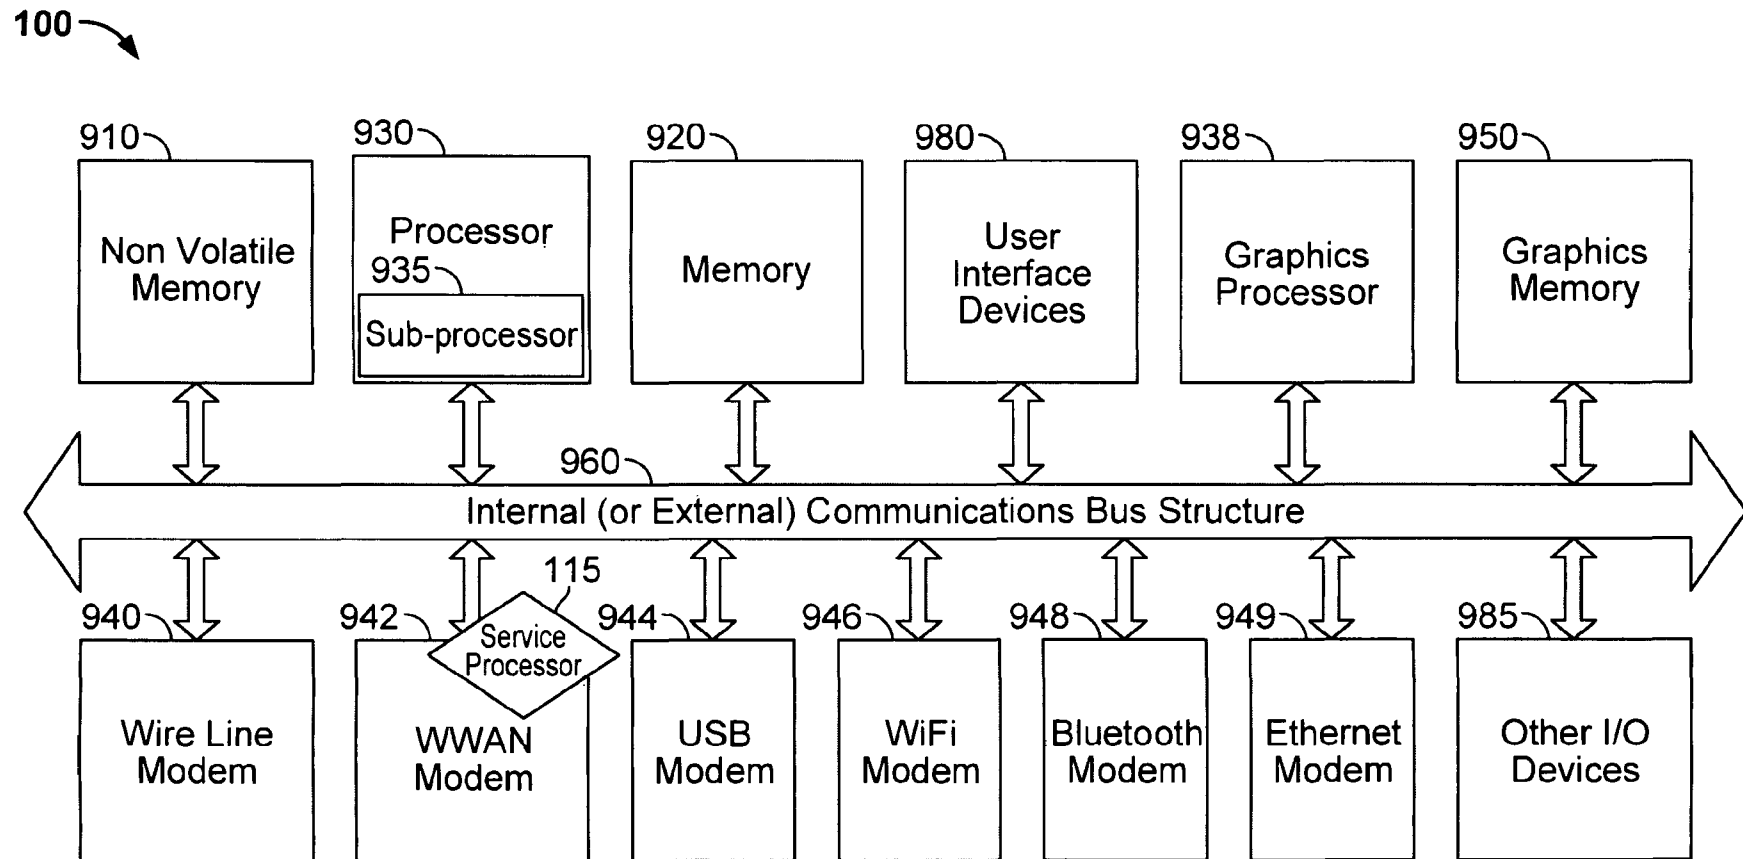 100
910
930
920
980
938
950
Non Volatile
Memory
Processor
935
Sub-processor
Memory
User
Interface
Devices
Graphics
Processor
Graphics
Memory
960
Internal (or External) Communications Bus Structure
115
940
942
944
946
948
949
985
Service
Processor
Wire Line
Modem
WWAN
Modem
USB
Modem
WiFi
Modem
Bluetooth
Modem
Ethernet
Modem
Other I/O
Devices